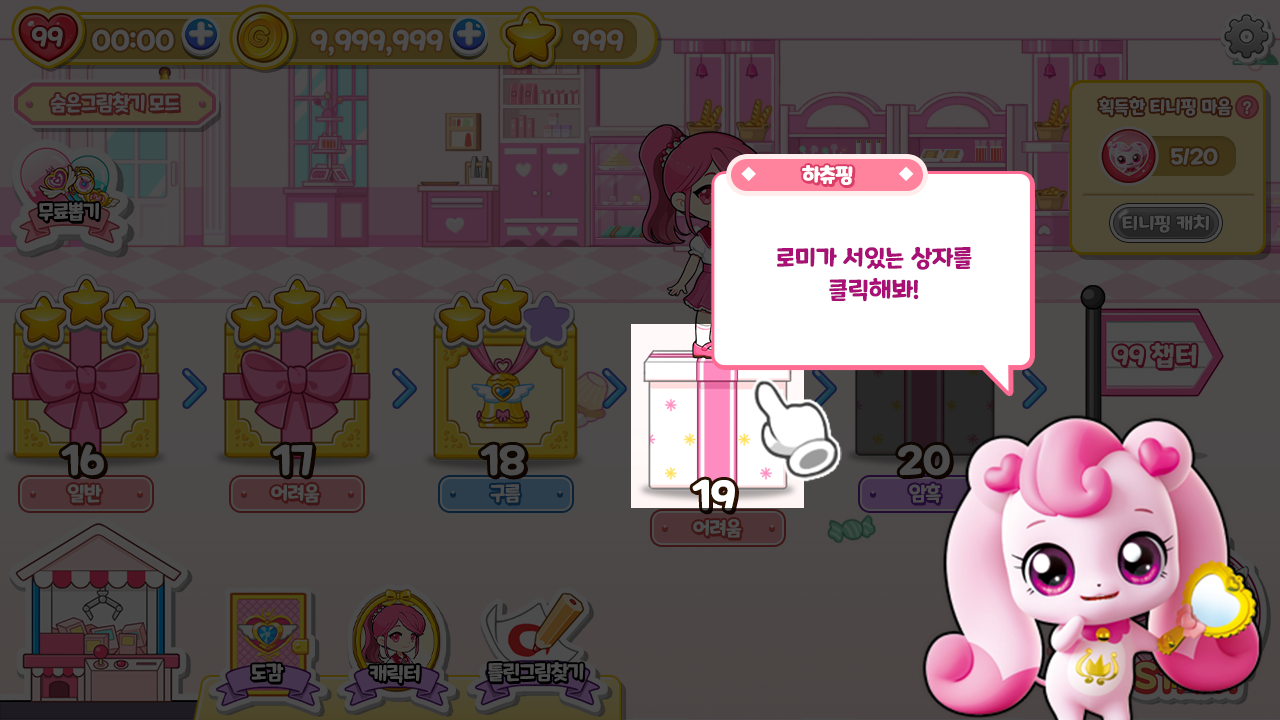 99
00:00
9,999,999
999
숨은그림찾기 모드
획득한 티니핑 마음 ?
5/20
티니핑 캐치
무료뽑기
하츄핑
로미가 서있는 상자를
클릭해봐!
99 챕터
16
일반
17
어려움
18
구름
19
어려움
20
암흑
도감
캐릭터
틀린그림찾기